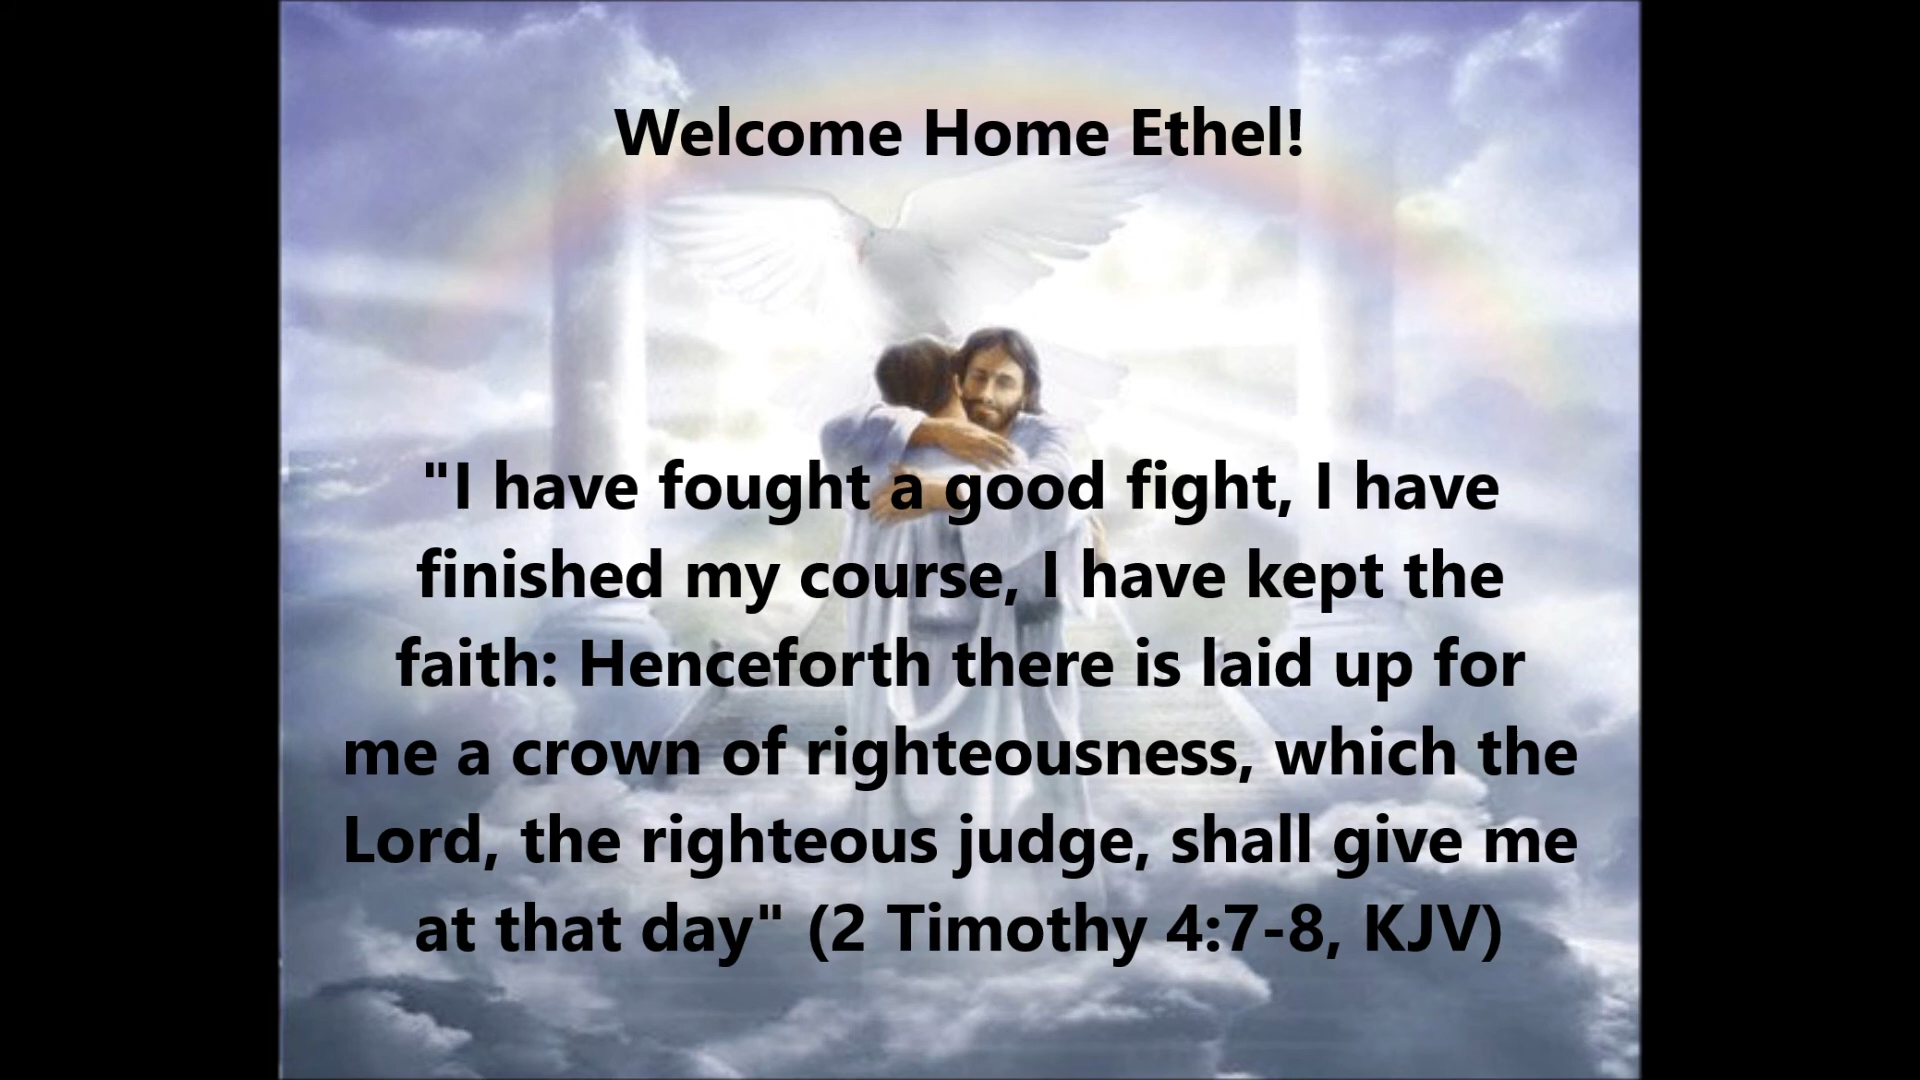 Welcome Home Ethel!
"I have fought a good fight, I have
finished my course, I have kept the
faith: Henceforth there is laid up for
me a crown of righteousness, which the
Lord, the righteous judge, shall give me
at that day" (2 Timothy 4:7-8, KJV)